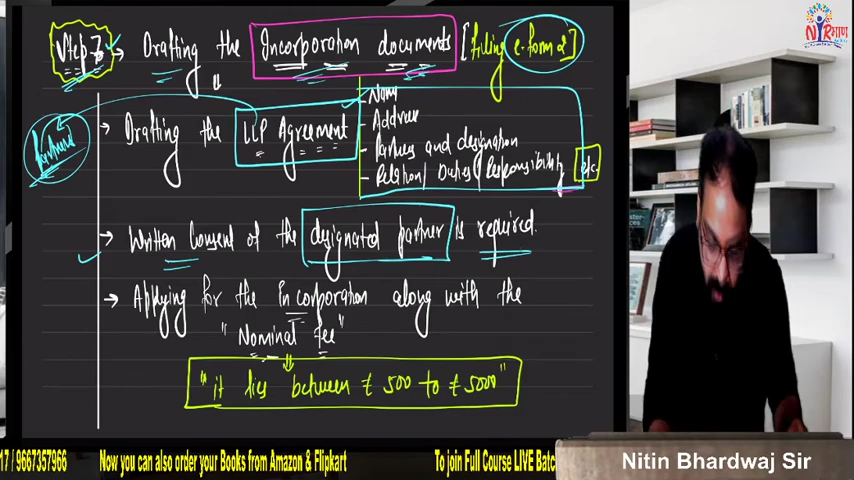 Step 3 → Drafting the Incorporation documents [filing e-form 2]
→ Drafting the LLP Agreement
- Name
- Address
- Partners and designation
- Relation/ Duties/ Responsibility etc.
→ Written Consent of the designated partner is required.
→ Applying for the Incorporation along with the
"Nominal fee"
"it lies between ₹ 500 to ₹ 5000"
17 / 9667357966 Now you can also order your Books from Amazon & Flipkart To join Full Course LIVE Batc
Nitin Bhardwaj Sir